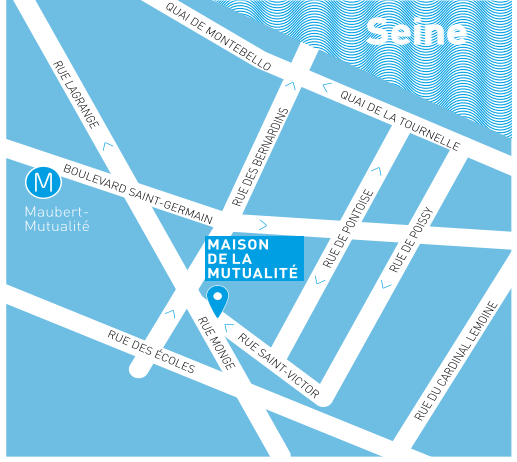 Seine
QUAI DE MONTEBELLO
QUAI DE LA TOURNELLE
RUE LAGRANGE
RUE DES BERNARDINS
M
Maubert-
Mutualité
BOULEVARD SAINT-GERMAIN
RUE DE PONTOISE
RUE DE POISSY
MAISON
DE LA
MUTUALITÉ
RUE DES ÉCOLES
RUE MONGE
RUE SAINT-VICTOR
RUE DU CARDINAL LEMOINE